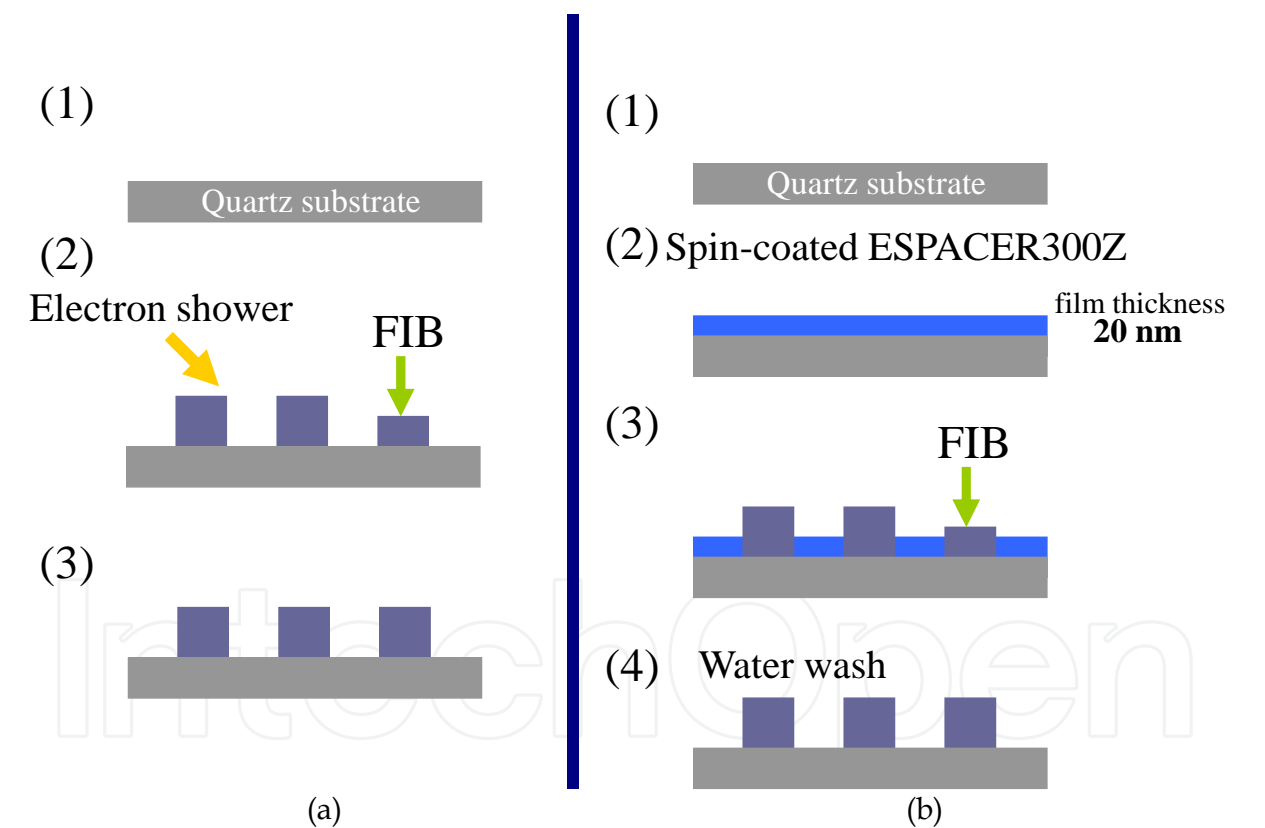 (1)
Quartz substrate
(2)
Electron shower
FIB
(3)
(a)
(1)
Quartz substrate
(2) Spin-coated ESPACER300Z
film thickness
20 nm
(3)
FIB
(4) Water wash
(b)
IntechOpen